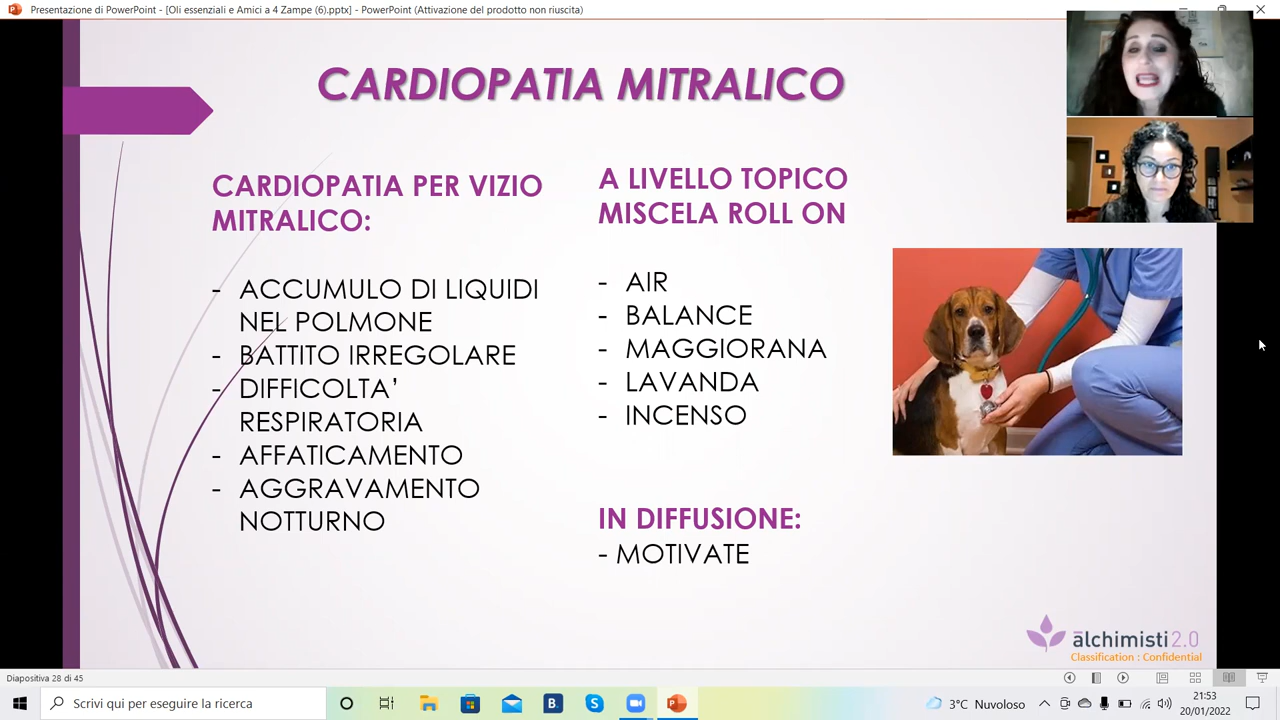 Presentazione di PowerPoint - [Oli essenziali e Amici a 4 Zampe (6).pptx] - PowerPoint (Attivazione del prodotto non riuscita)
CARDIOPATIA MITRALICO
CARDIOPATIA PER VIZIO
MITRALICO:
- ACCUMULO DI LIQUIDI
NEL POLMONE
- BATTITO IRREGOLARE
- DIFFICOLTA’
RESPIRATORIA
- AFFATICAMENTO
- AGGRAVAMENTO
NOTTURNO
A LIVELLO TOPICO
MISCELA ROLL ON
- AIR
- BALANCE
- MAGGIORANA
- LAVANDA
- INCENSO
IN DIFFUSIONE:
- MOTIVATE
alchimisti 2.0
Classification : Confidential
Diapositiva 28 di 45
Scrivi qui per eseguire la ricerca
B.
3°C Nuvoloso
21:53
20/01/2022